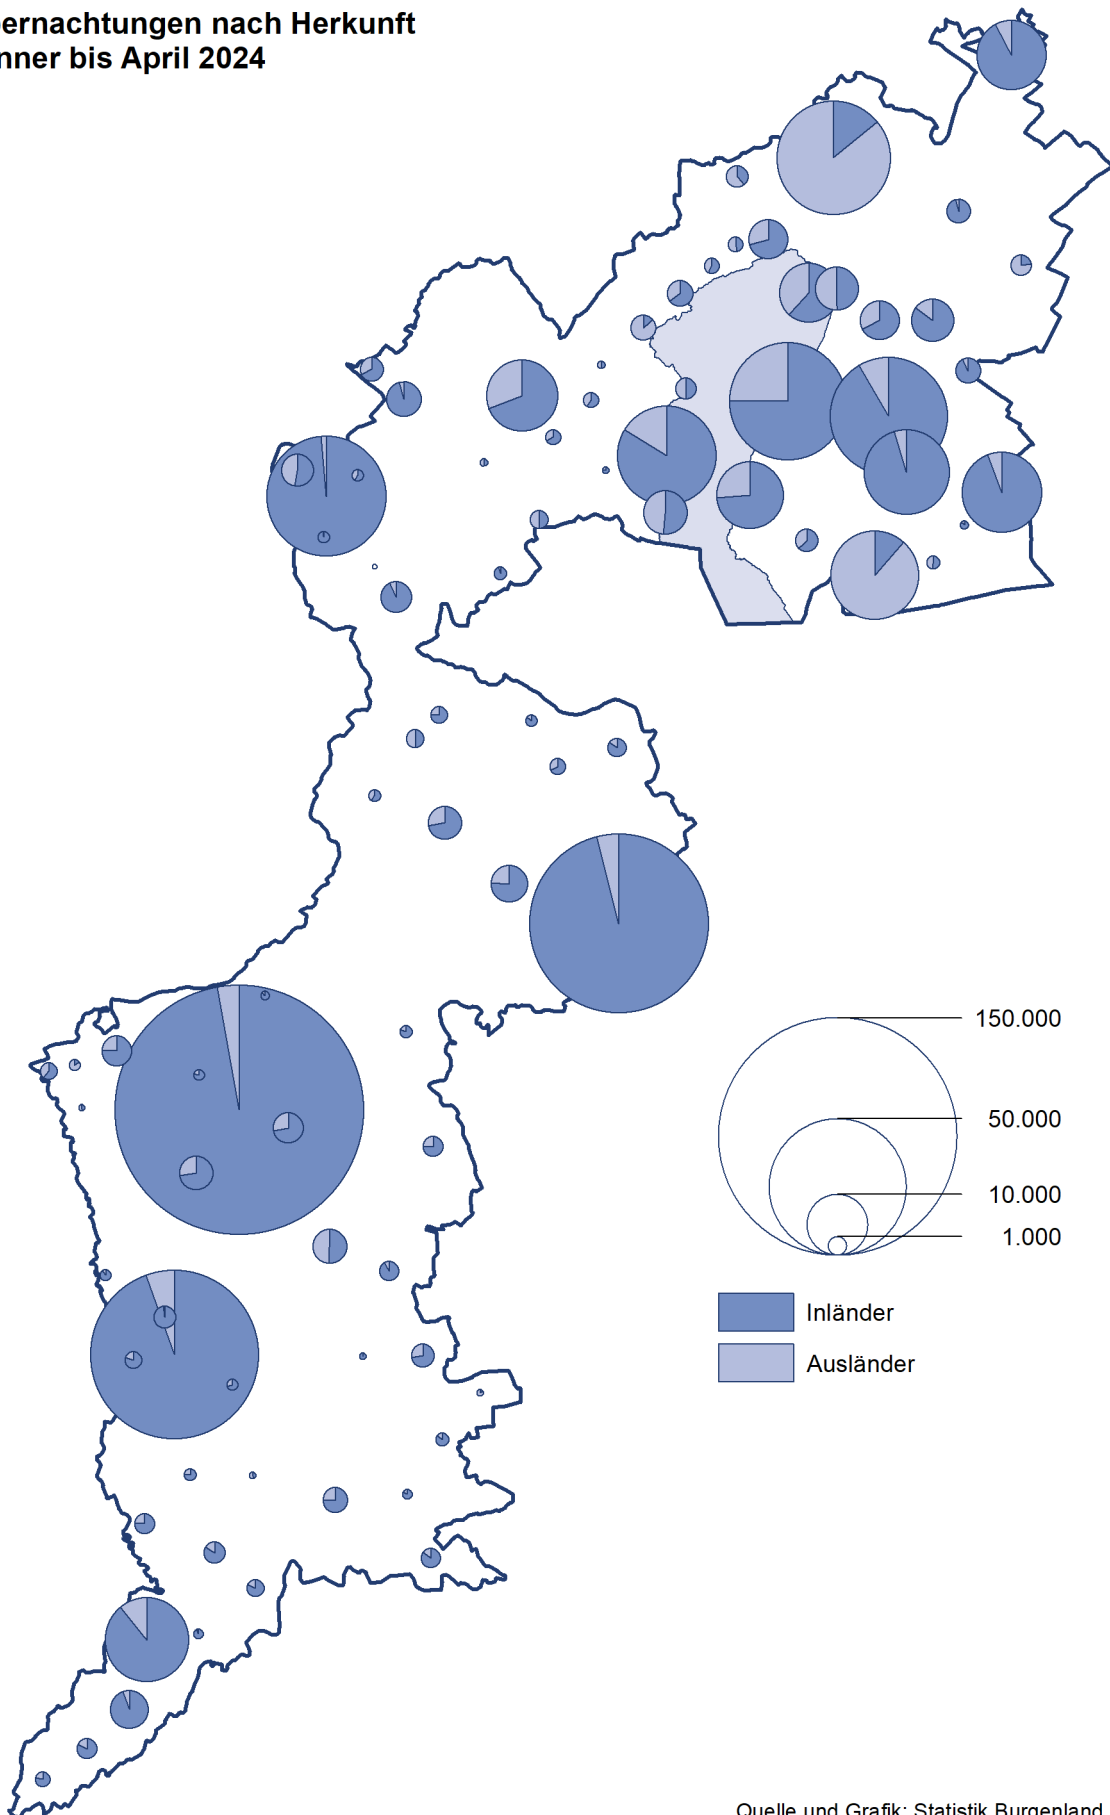 bernachtungen nach Herkunft
nner bis April 2024
150.000
50.000
10.000
1.000
Inländer
Ausländer
Quelle und Grafik: Statistik Burgenland